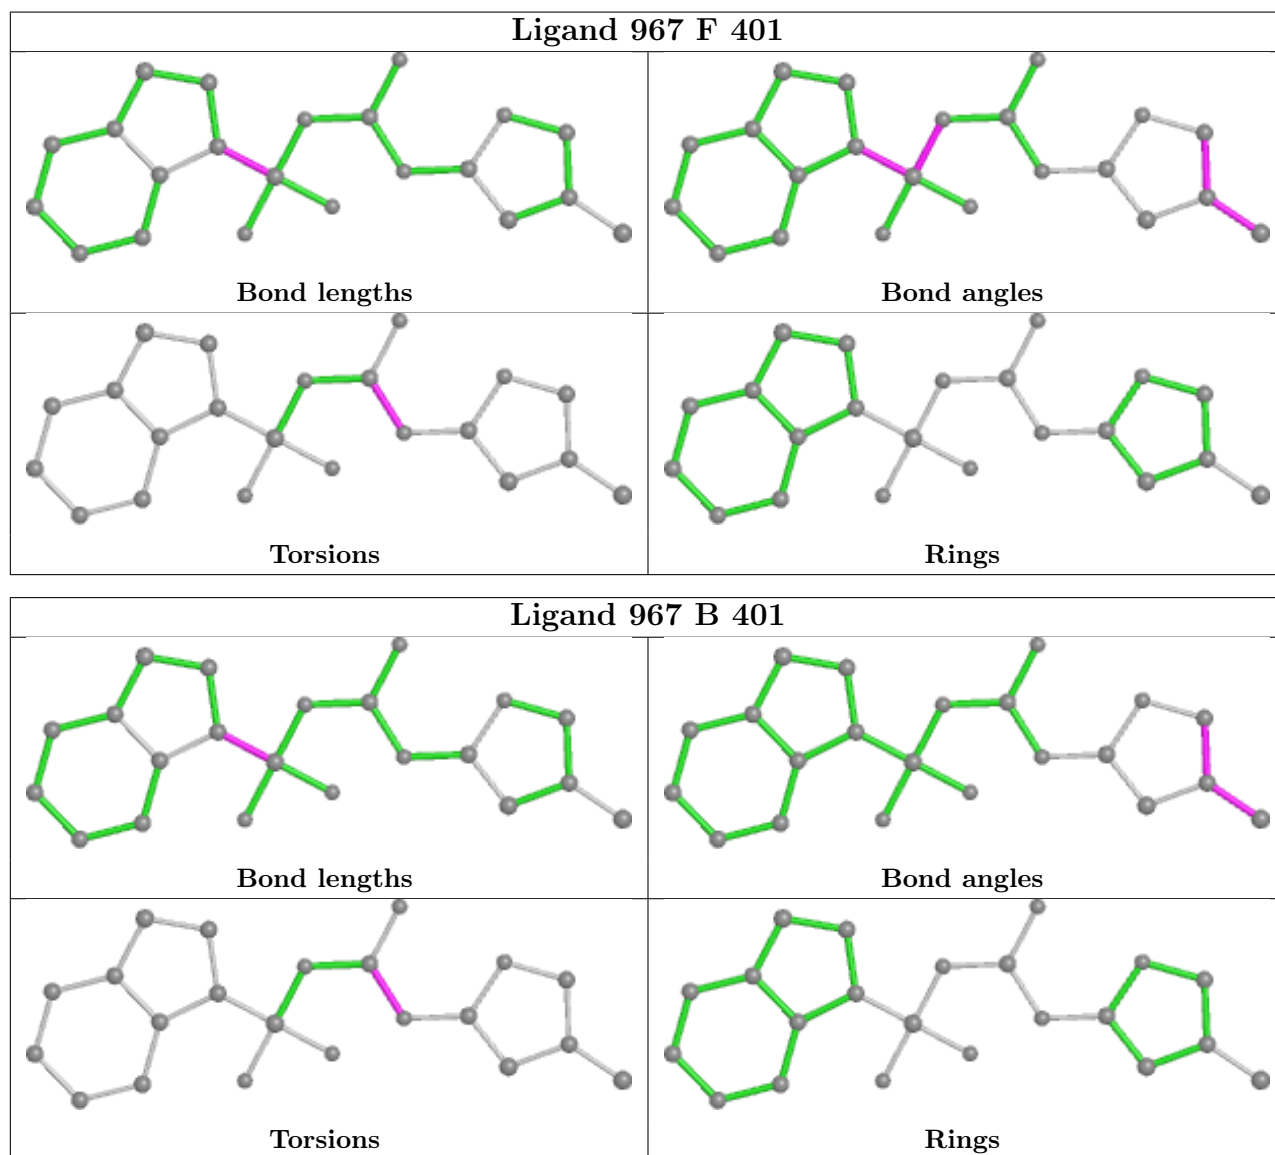 Ligand 967 F 401
Bond lengths
Bond angles
Torsions
Rings
Ligand 967 B 401
Bond lengths
Bond angles
Torsions
Rings